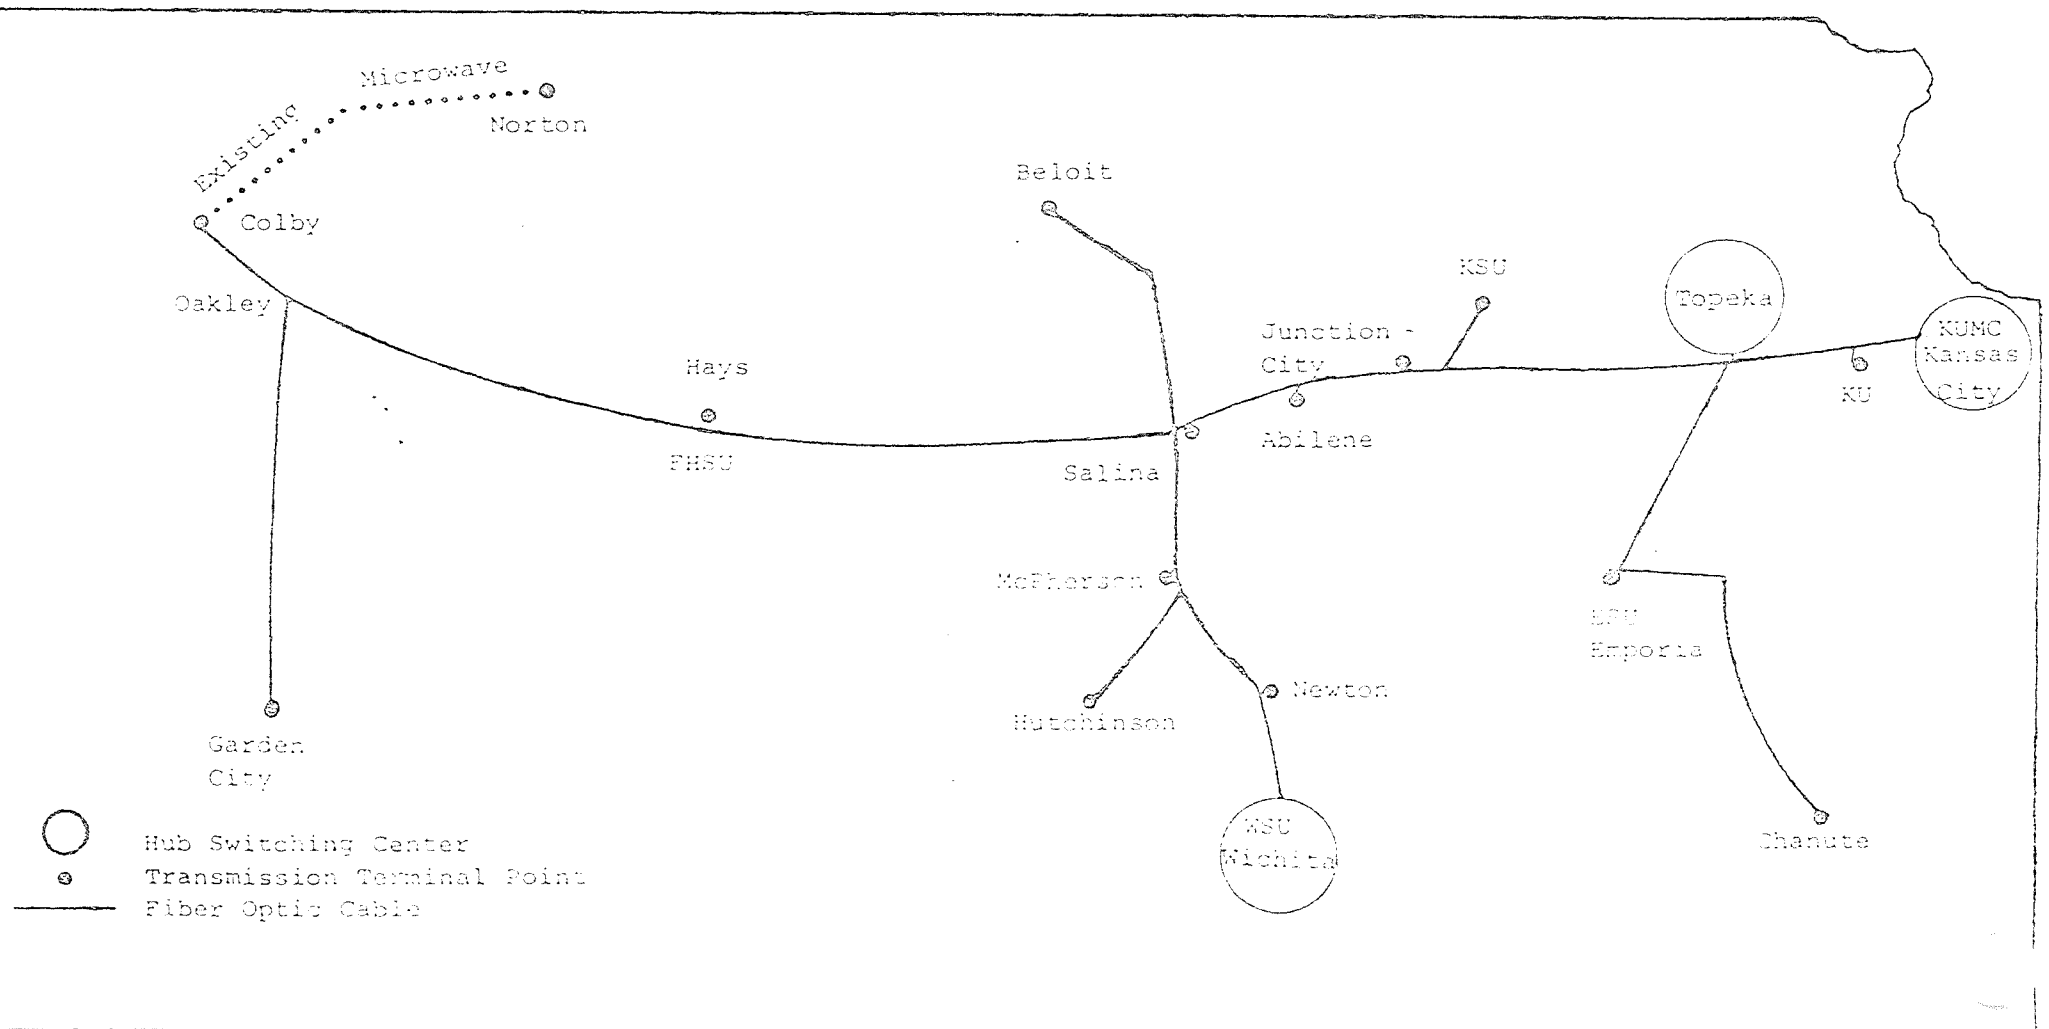 Microwave
Existing
Norton
Beloit
Colby
KSU
Topeka
Oakley
Junction
City
KUMC
Kansas
City
Hays
KU
FHSU
Abilene
Salina
McPherson
ESU
Emporia
Newton
Hutchinson
Garden
City
WSU
Wichita
Chanute
Hub Switching Center
Transmission Terminal Point
Fiber Optic Cable